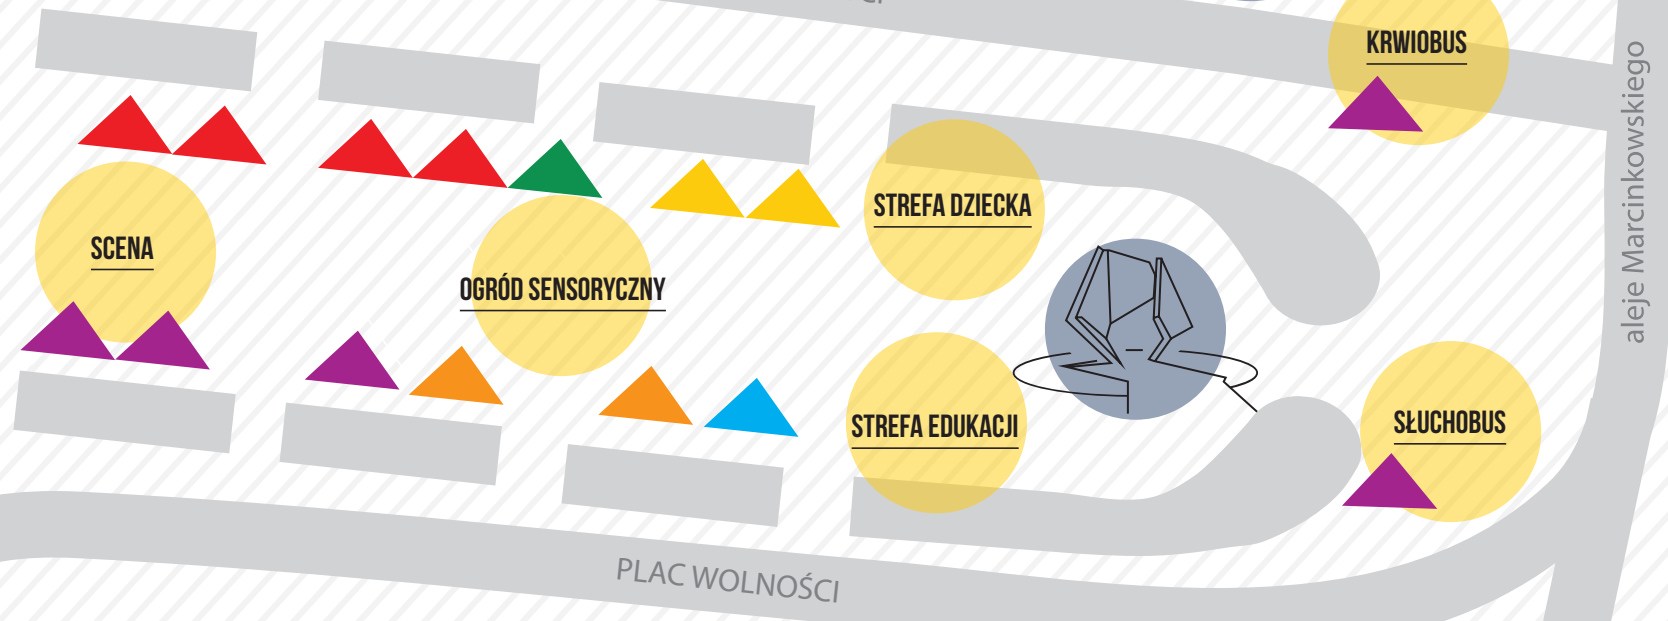 KRWIOBUS
aleje Marcinkowskiego
STREFA DZIECKA
SCENA
OGRÓD SENSORYCZNY
STREFA EDUKACJI
SŁUCHOBUS
PLAC WOLNOŚCI